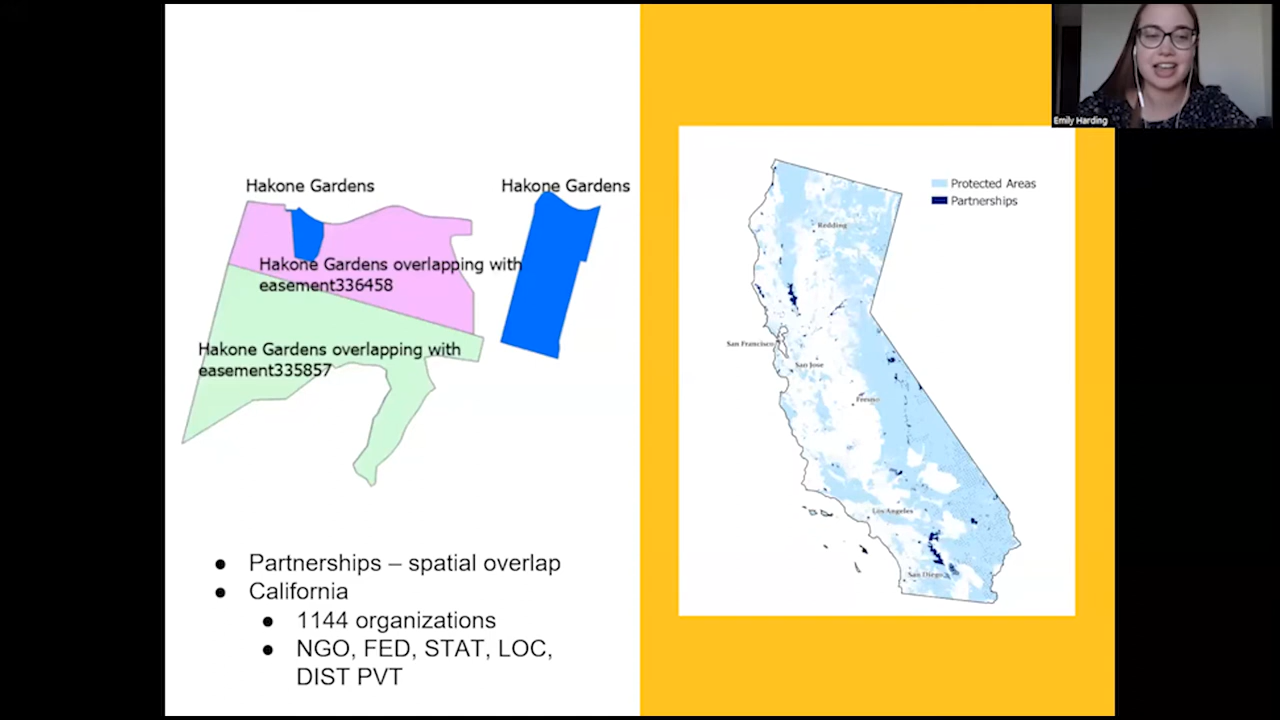 Emily Harding
Hakone Gardens
Hakone Gardens
Hakone Gardens overlapping with
easement336458
Hakone Gardens overlapping with
easement335857
● Partnerships – spatial overlap
● California
● 1144 organizations
● NGO, FED, STAT, LOC,
DIST PVT
Protected Areas
Partnerships
Redding
San Francisco
San Jose
Fresno
Los Angeles
San Diego